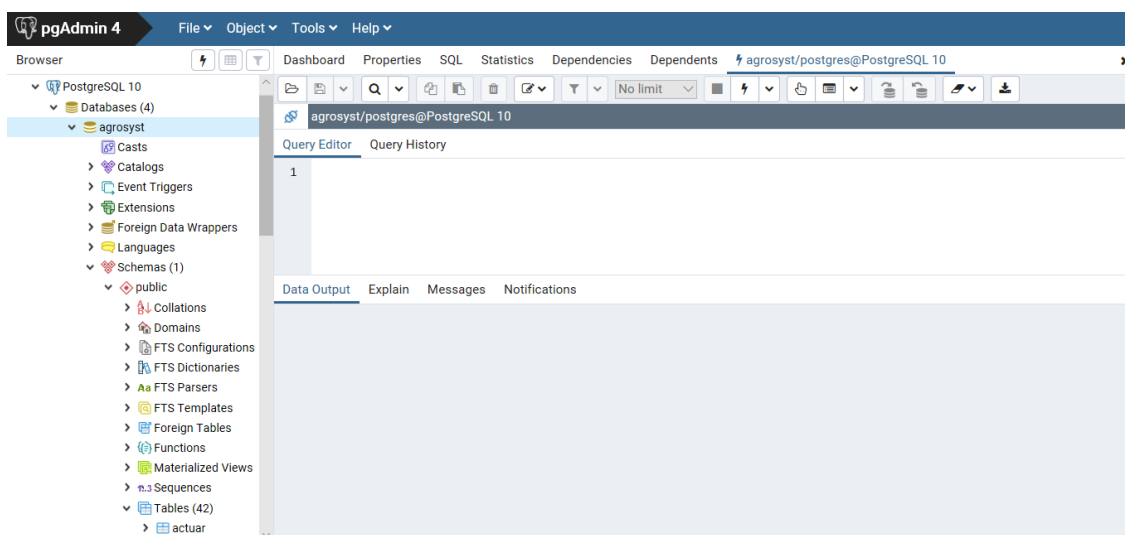 pgAdmin 4 File Object Tools Help
Browser Dashboard Properties SQL Statistics Dependencies Dependents agrosyst/postgres@PostgreSQL 10
PostgreSQL 10
No limit
Databases (4)
agrosyst
agrosyst/postgres@PostgreSQL 10
Casts
Query Editor Query History
Catalogs
1
Event Triggers
Extensions
Foreign Data Wrappers
Languages
Schemas (1)
public
Data Output Explain Messages Notifications
Collations
Domains
FTS Configurations
FTS Dictionaries
Aa FTS Parsers
FTS Templates
Foreign Tables
Functions
Materialized Views
1..3 Sequences
Tables (42)
actuar